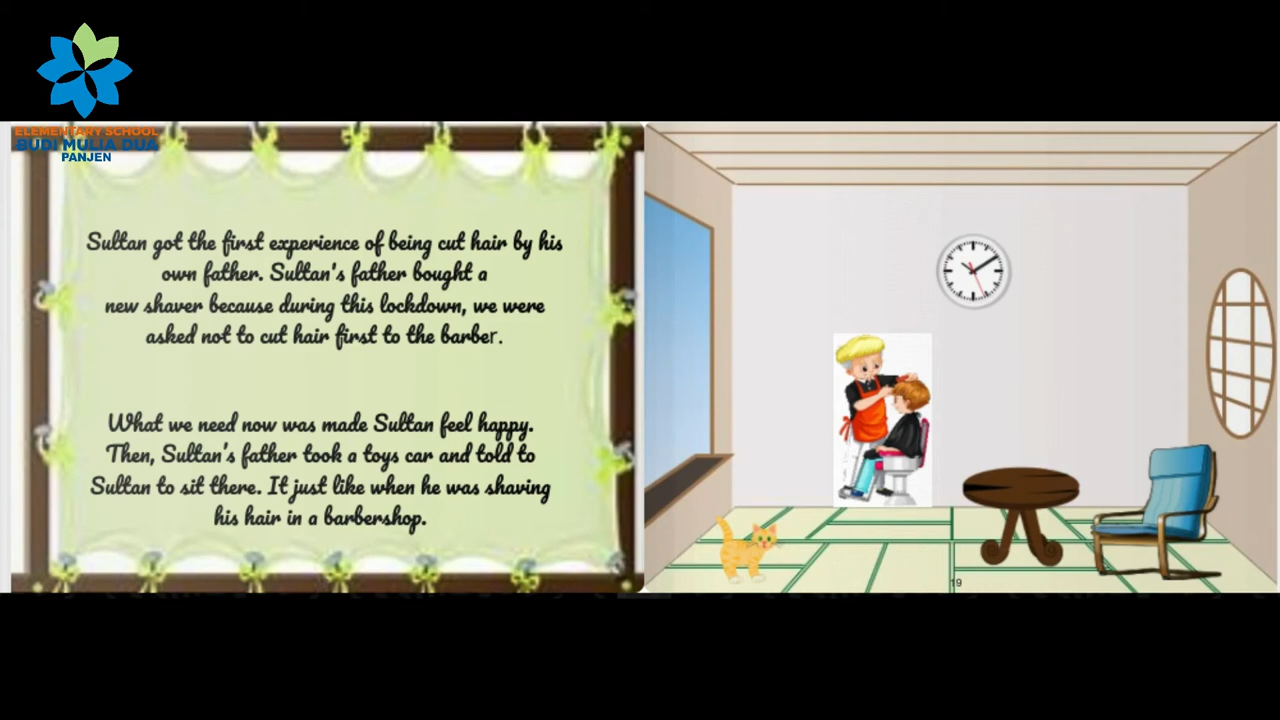 ELEMENTARY SCHOOL
BUDI MULIA DUA
PANJEN
Sultan got the first experience of being cut hair by his
own father. Sultan's father bought a
new shaver because during this lockdown, we were
asked not to cut hair first to the barber.
What we need now was made Sultan feel happy.
Then, Sultan's father took a toys car and told to
Sultan to sit there. It just like when he was shaving
his hair in a barbershop.
19